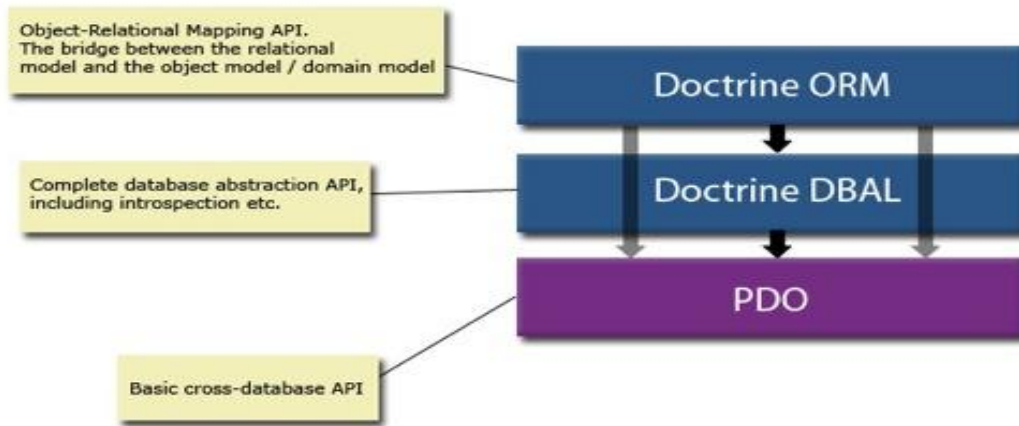 Object-Relational Mapping API.
The bridge between the relational
model and the object model / domain model
Doctrine ORM
Complete database abstraction API,
including introspection etc.
Doctrine DBAL
PDO
Basic cross-database API